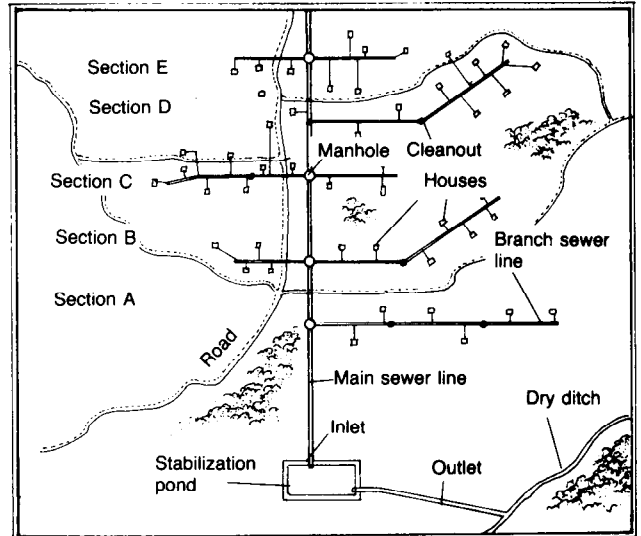 Section E
Section D
Manhole
Cleanout
Section C
Houses
Section B
Branch sewer
line
Section A
Road
Main sewer line
Dry ditch
Inlet
Stabilization
pond
Outlet